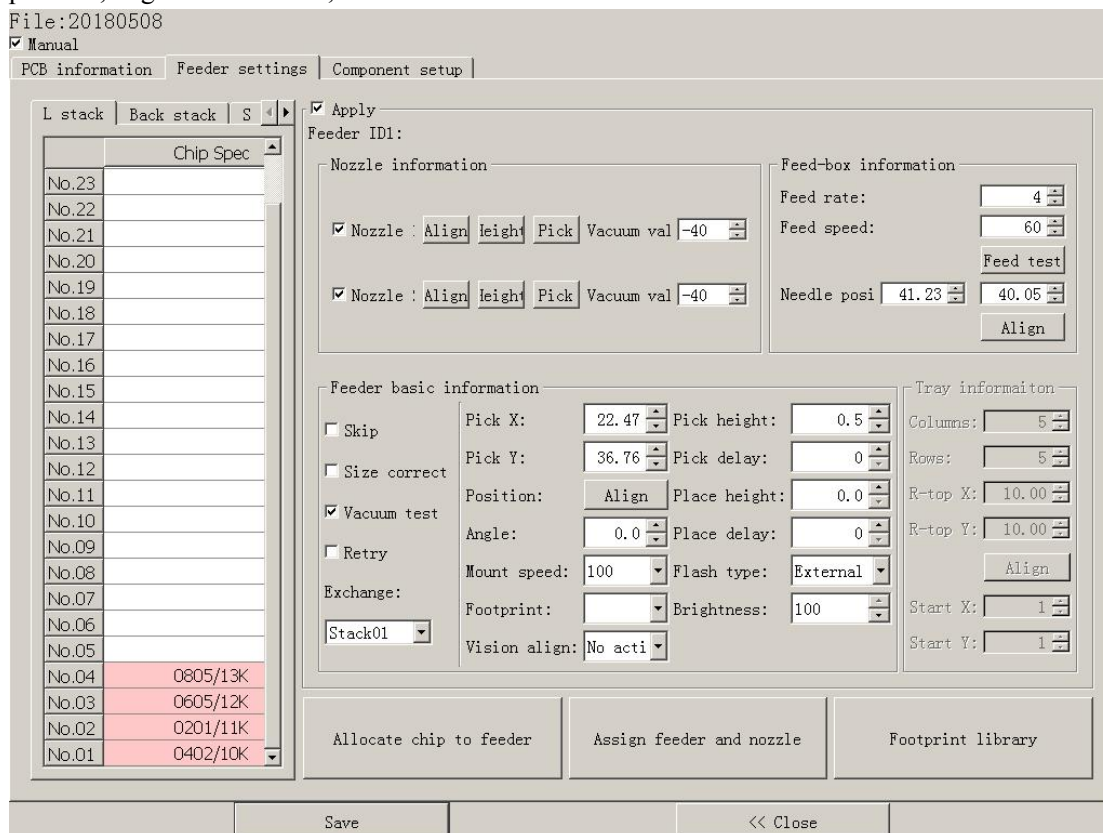 File:20180508
Manual
PCB information Feeder settings Component setup
L stack Back stack S
Chip Spec
No.23
No.22
No.21
No.20
No.19
No.18
No.17
No.16
No.15
No.14
No.13
No.12
No.11
No.10
No.09
No.08
No.07
No.06
No.05
No.04 0805/13K
No.03 0605/12K
No.02 0201/11K
No.01 0402/10K
Apply
Feeder ID1:
Nozzle information
Nozzle Align Pick Vacuum val -40
Nozzle Align Pick Vacuum val -40
Feed-box information
Feed rate: 4
Feed speed: 60
Feed test
Needle posi 41.23 40.05
Align
Feeder basic information
Skip
Size correct
Vacuum test
Retry
Exchange:
Stack01
Pick X: 22.47 Pick height: 0.5
Pick Y: 36.76 Pick delay: 0
Position: Align Place height: 0.0
Angle: 0.0 Place delay: 0
Mount speed: 100 Flash type: External
Footprint: Brightness: 100
Vision align: No acti
Tray informaiton
Columns: 5
Rows: 5
R-top X: 10.00
R-top Y: 10.00
Align
Start X: 1
Start Y: 1
Allocate chip to feeder Assign feeder and nozzle Footprint library
Save << Close